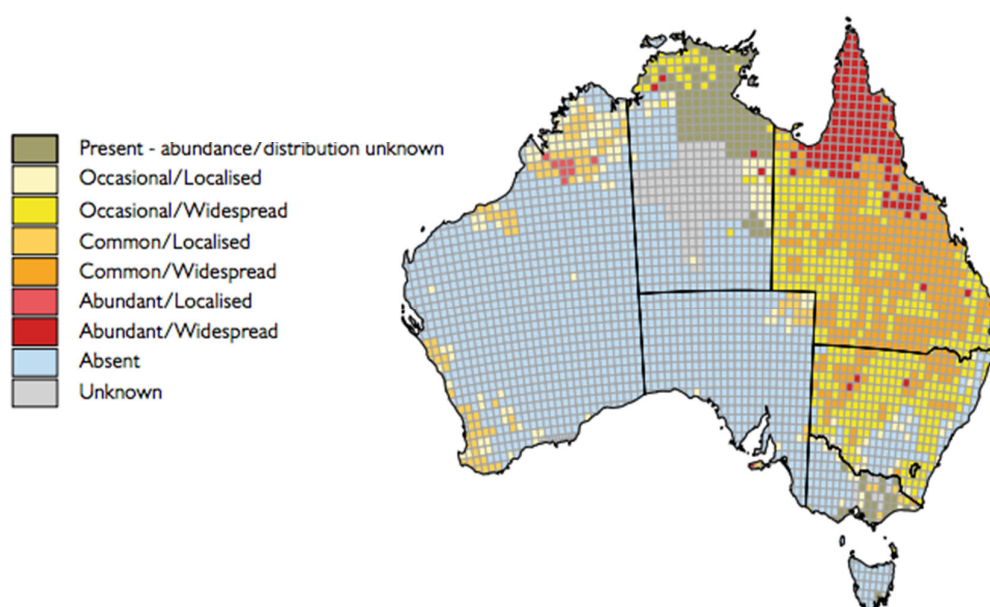 Present - abundance/distribution unknown
Occasional/Localised
Occasional/Widespread
Common/Localised
Common/Widespread
Abundant/Localised
Abundant/Widespread
Absent
Unknown